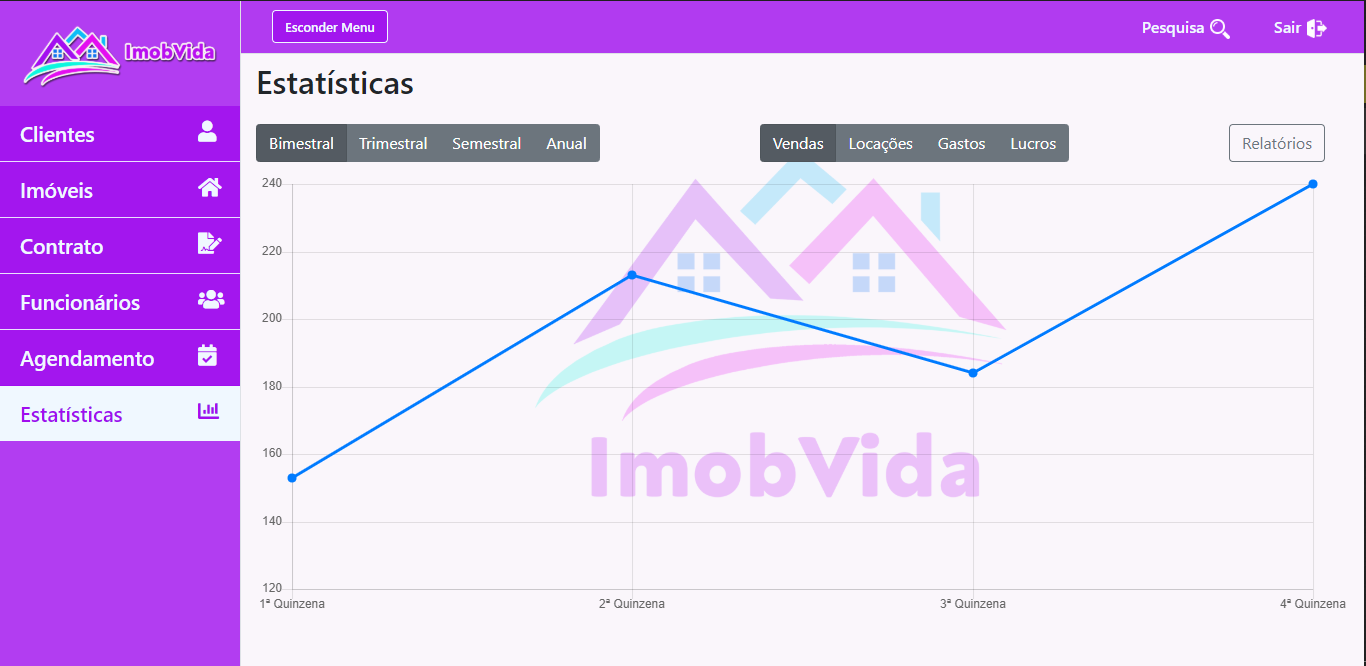 ImobVida
Esconder Menu
Pesquisa
Sair
Clientes
Imóveis
Contrato
Funcionários
Agendamento
Estatísticas
Estatísticas
Bimestral Trimestral Semestral Anual
Vendas Locações Gastos Lucros
Relatórios
240
220
200
180
160
140
120
1ª Quinzena 2ª Quinzena 3ª Quinzena 4ª Quinzena
ImobVida